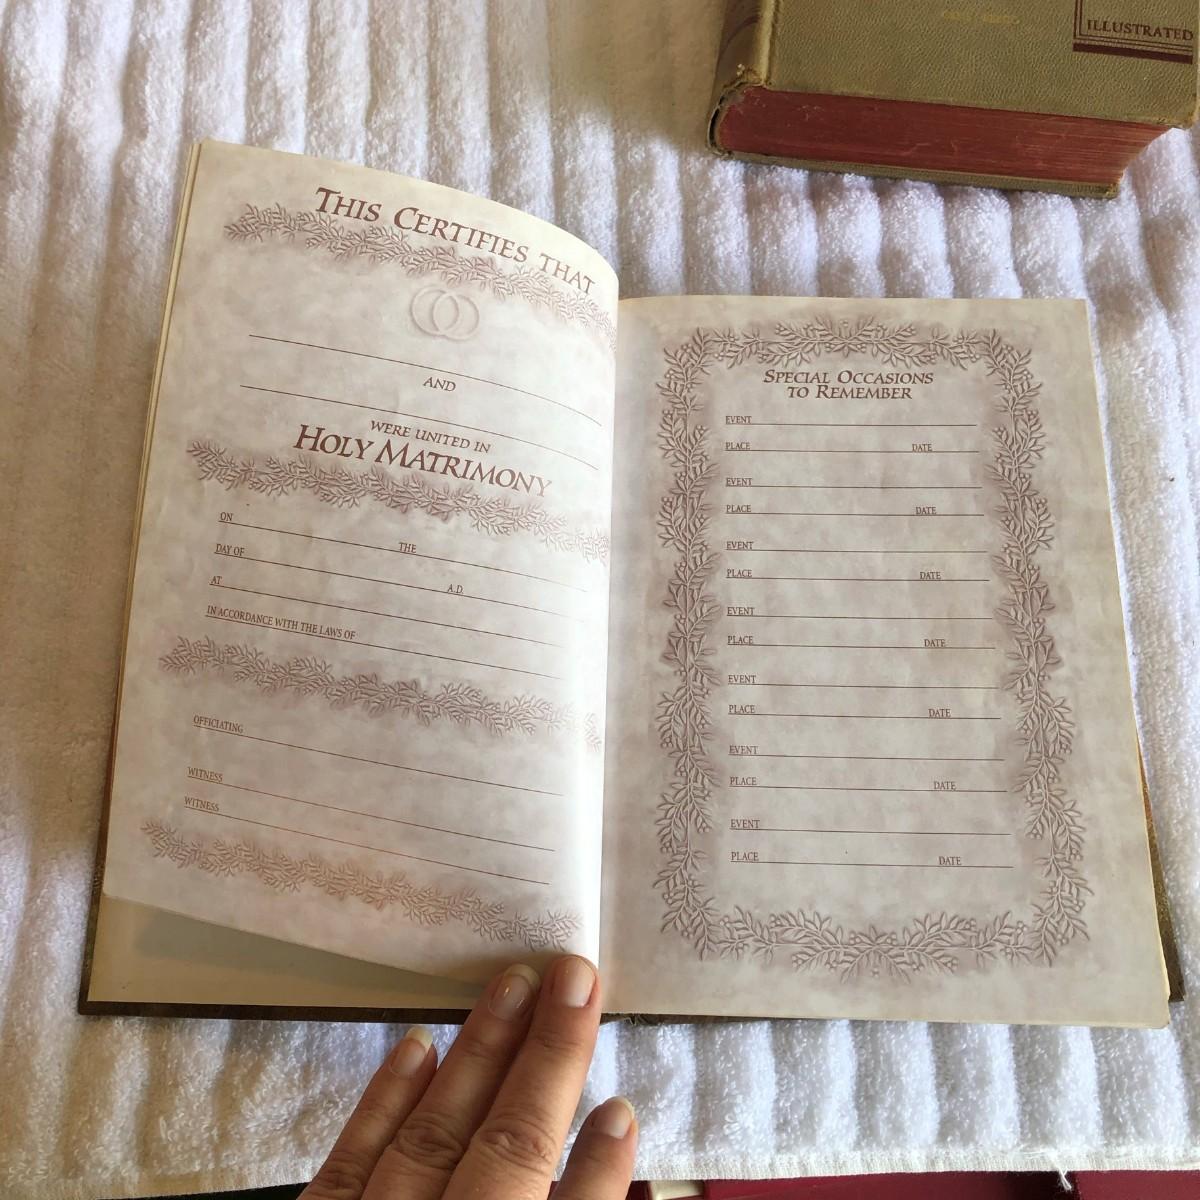 ILLUSTRATED
THIS CERTIFIES THAT
AND
WERE UNITED IN
HOLY MATRIMONY
ON THE
DAY OF A.D.
AT
IN ACCORDANCE WITH THE LAWS OF
OFFICIATING
WITNESS
WITNESS
SPECIAL OCCASIONS
TO REMEMBER
EVENT
PLACE DATE
EVENT
PLACE DATE
EVENT
PLACE DATE
EVENT
PLACE DATE
EVENT
PLACE DATE
EVENT
PLACE DATE
EVENT
PLACE DATE